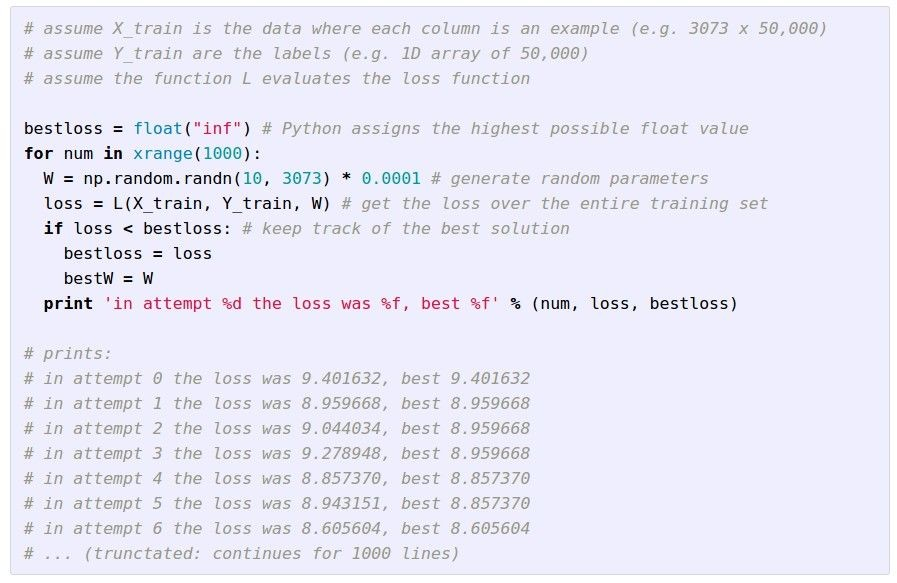 # assume X_train is the data where each column is an example (e.g. 3073 x 50,000)
# assume Y_train are the labels (e.g. 1D array of 50,000)
# assume the function L evaluates the loss function

bestloss = float("inf") # Python assigns the highest possible float value
for num in xrange(1000):
  W = np.random.randn(10, 3073) * 0.0001 # generate random parameters
  loss = L(X_train, Y_train, W) # get the loss over the entire training set
  if loss < bestloss: # keep track of the best solution
    bestloss = loss
    bestW = W
  print 'in attempt %d the loss was %f, best %f' % (num, loss, bestloss)

# prints:
# in attempt 0 the loss was 9.401632, best 9.401632
# in attempt 1 the loss was 8.959668, best 8.959668
# in attempt 2 the loss was 9.044034, best 8.959668
# in attempt 3 the loss was 9.278948, best 8.959668
# in attempt 4 the loss was 8.857370, best 8.857370
# in attempt 5 the loss was 8.943151, best 8.857370
# in attempt 6 the loss was 8.605604, best 8.605604
# ... (trunctated: continues for 1000 lines)